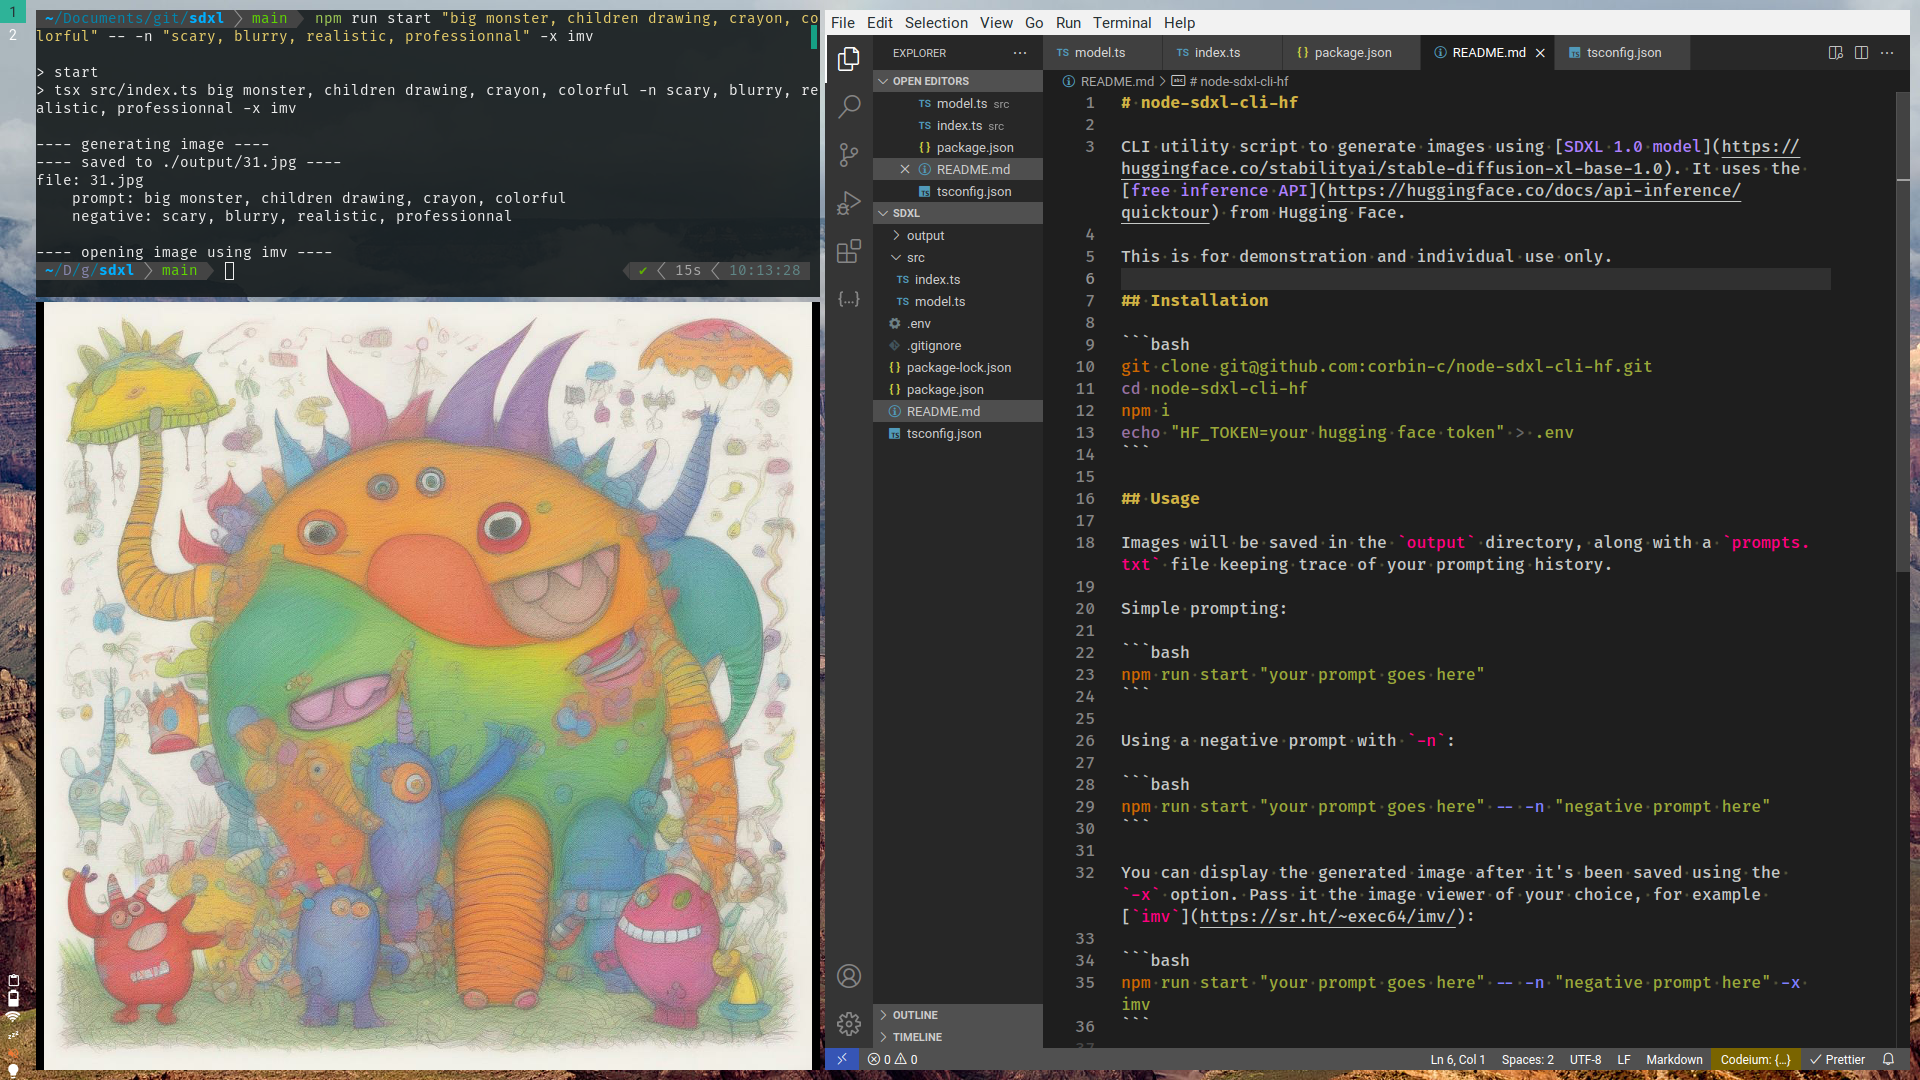 1
2
~/Documents/git/sdxl main npm run start "big monster, children drawing, crayon, co
lorful" -- -n "scary, blurry, realistic, professionnal" -x imv
> start
> tsx src/index.ts big monster, children drawing, crayon, colorful -n scary, blurry, re
alistic, professionnal -x imv
---- generating image ----
---- saved to ./output/31.jpg ----
file: 31.jpg
prompt: big monster, children drawing, crayon, colorful
negative: scary, blurry, realistic, professionnal
---- opening image using imv ----
~/D/g/sdxl main ✔ 15s 10:13:28
File Edit Selection View Go Run Terminal Help
EXPLORER ...
OPEN EDITORS
TS model.ts src
TS index.ts src
{} package.json
README.md
TS tsconfig.json
SDXL
output
src
TS index.ts
TS model.ts
.env
.gitignore
{} package-lock.json
{} package.json
README.md
TS tsconfig.json
OUTLINE
TIMELINE
TS model.ts TS index.ts {} package.json README.md TS tsconfig.json ...
README.md > # node-sdxl-cli-hf
1 # node-sdxl-cli-hf
2
3 CLI utility script to generate images using [SDXL 1.0 model](https://
huggingface.co/stabilityai/stable-diffusion-xl-base-1.0). It uses the
[free inference API](https://huggingface.co/docs/api-inference/
quicktour) from Hugging Face.
4
5 This is for demonstration and individual use only.
6
7 ## Installation
8
9 ```bash
10 git clone git@github.com:corbin-c/node-sdxl-cli-hf.git
11 cd node-sdxl-cli-hf
12 npm i
13 echo "HF_TOKEN=your hugging face token" > .env
14 ```
15
16 ## Usage
17
18 Images will be saved in the `output` directory, along with a `prompts.
txt` file keeping trace of your prompting history.
19
20 Simple prompting:
21
22 ```bash
23 npm run start "your prompt goes here"
24 ```
25
26 Using a negative prompt with `-n`:
27
28 ```bash
29 npm run start "your prompt goes here" -- -n "negative prompt here"
30 ```
31
32 You can display the generated image after it's been saved using the
`-x` option. Pass it the image viewer of your choice, for example
[`imv`](https://sr.ht/~exec64/imv/):
33
34 ```bash
35 npm run start "your prompt goes here" -- -n "negative prompt here" -x
imv
36 ```
37
0 0 Ln 6, Col 1 Spaces: 2 UTF-8 LF Markdown Codeium: {...} Prettier